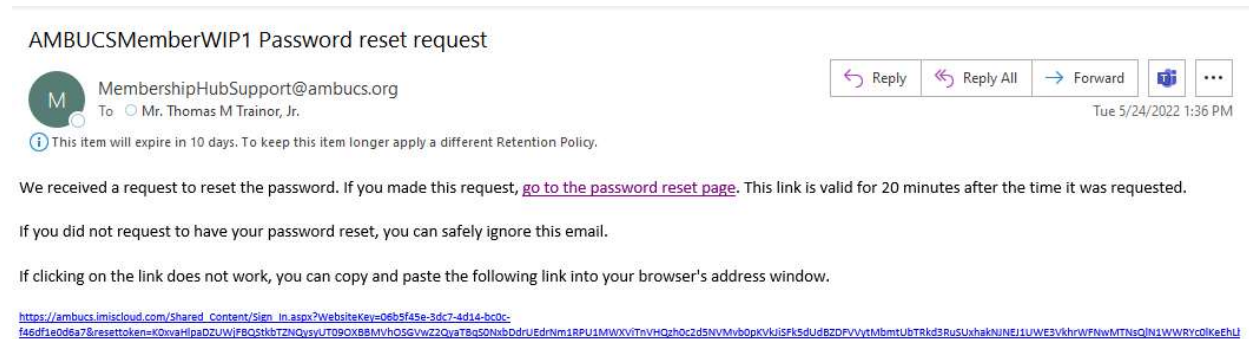 AMBUCSMemberWIP1 Password reset request
Reply
Reply All
Forward
M
MembershipHubSupport@ambucs.org
To Mr. Thomas M Trainor, Jr.
Tue 5/24/2022 1:36 PM
This item will expire in 10 days. To keep this item longer apply a different Retention Policy.
We received a request to reset the password. If you made this request, go to the password reset page. This link is valid for 20 minutes after the time it was requested.
If you did not request to have your password reset, you can safely ignore this email.
If clicking on the link does not work, you can copy and paste the following link into your browser's address window.
https://ambucs.imiscloud.com/Shared_Content/Sign_In.aspx?WebsiteKey=06b5f45e-3dc7-4d14-bc0c-